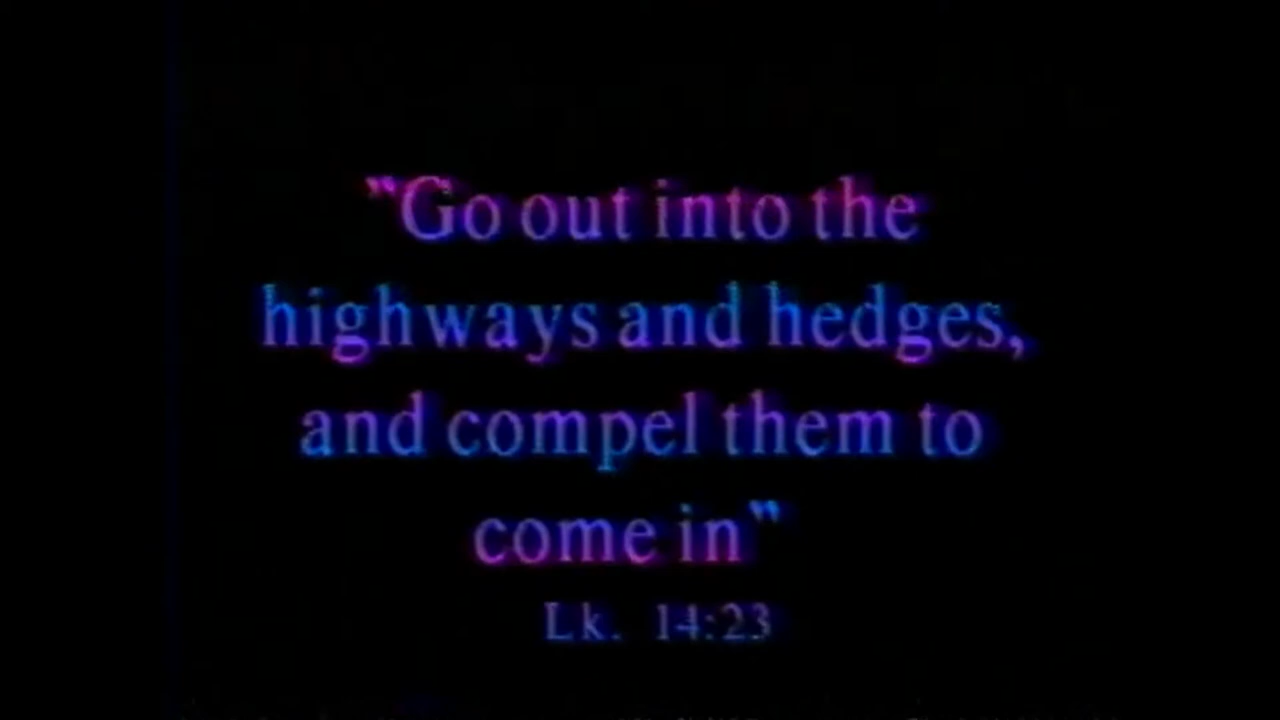 "Go out into the
highways and hedges,
and compel them to
come in"
Lk. 14:23